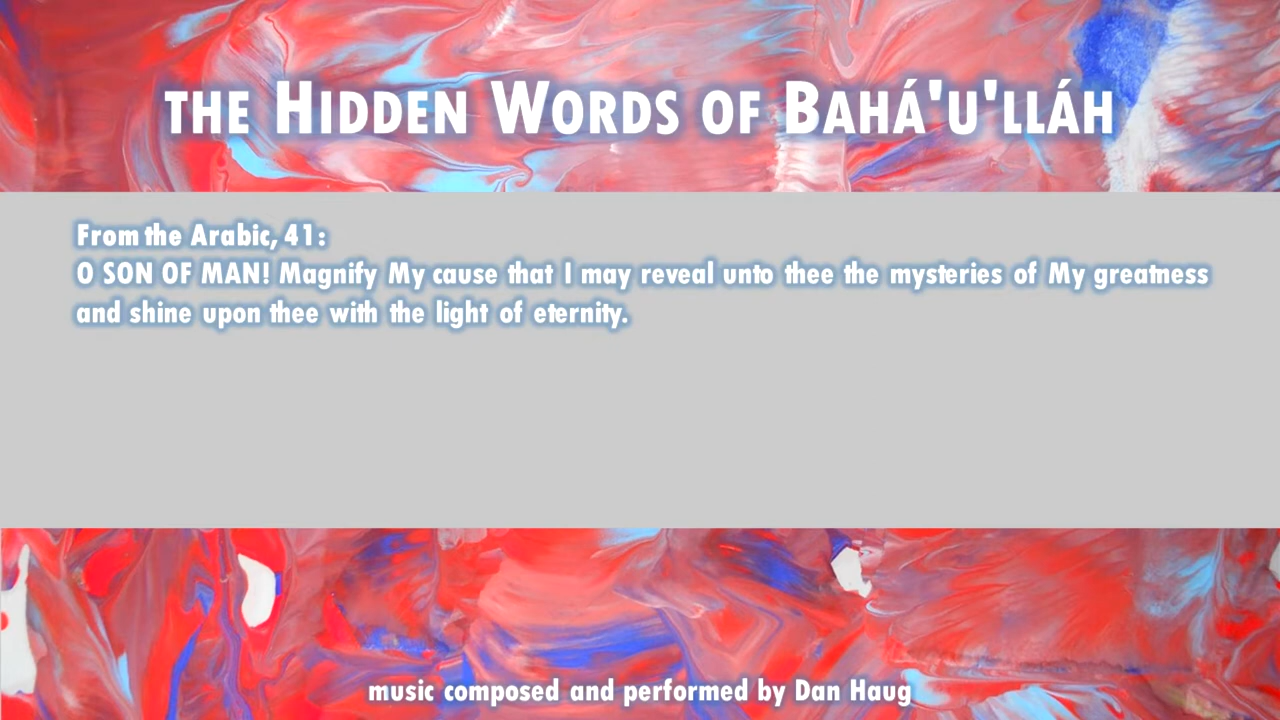 THE HIDDEN WORDS OF BAHÁ'U'LLÁH
From the Arabic, 41:
O SON OF MAN! Magnify My cause that I may reveal unto thee the mysteries of My greatness
and shine upon thee with the light of eternity.
music composed and performed by Dan Haug